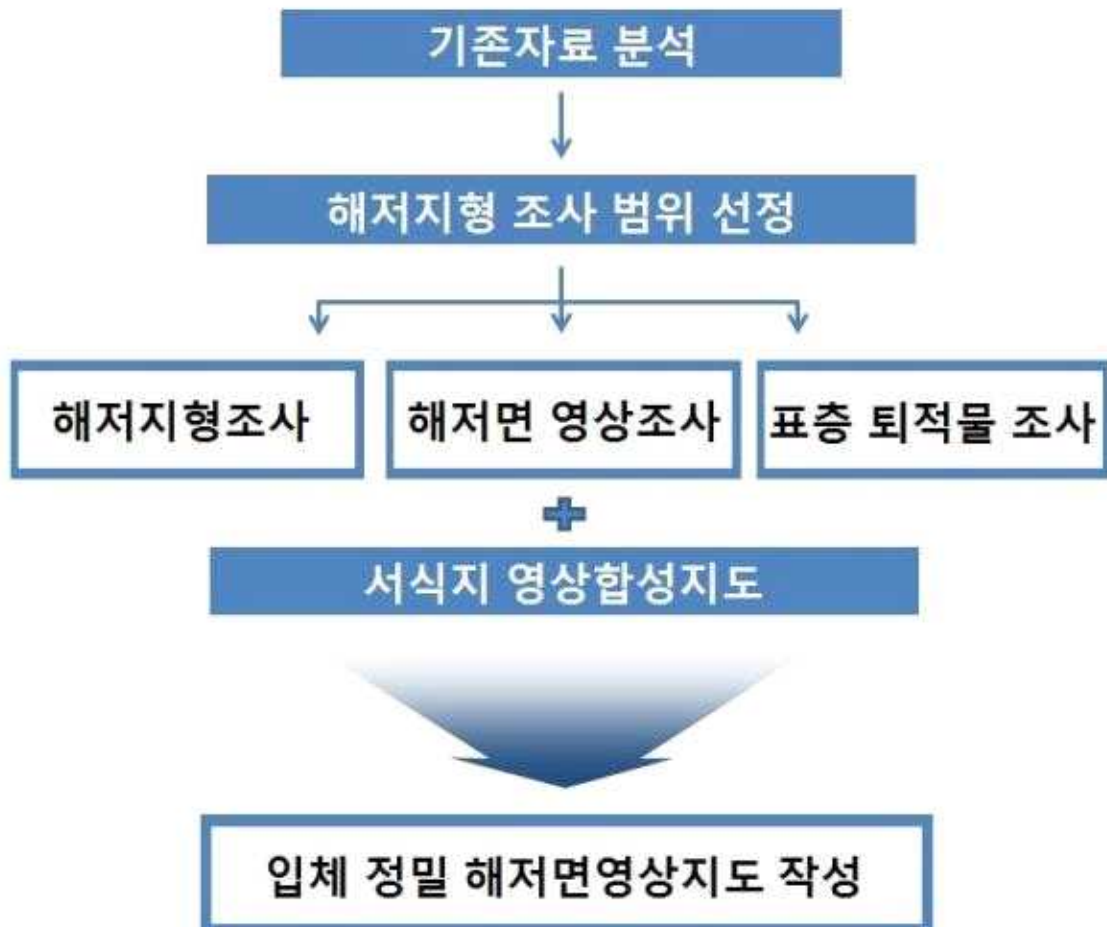 기존자료 분석
해저지형 조사 범위 선정
해저지형조사
해저면 영상조사
표층 퇴적물 조사
서식지 영상합성지도
입체 정밀 해저면영상지도 작성